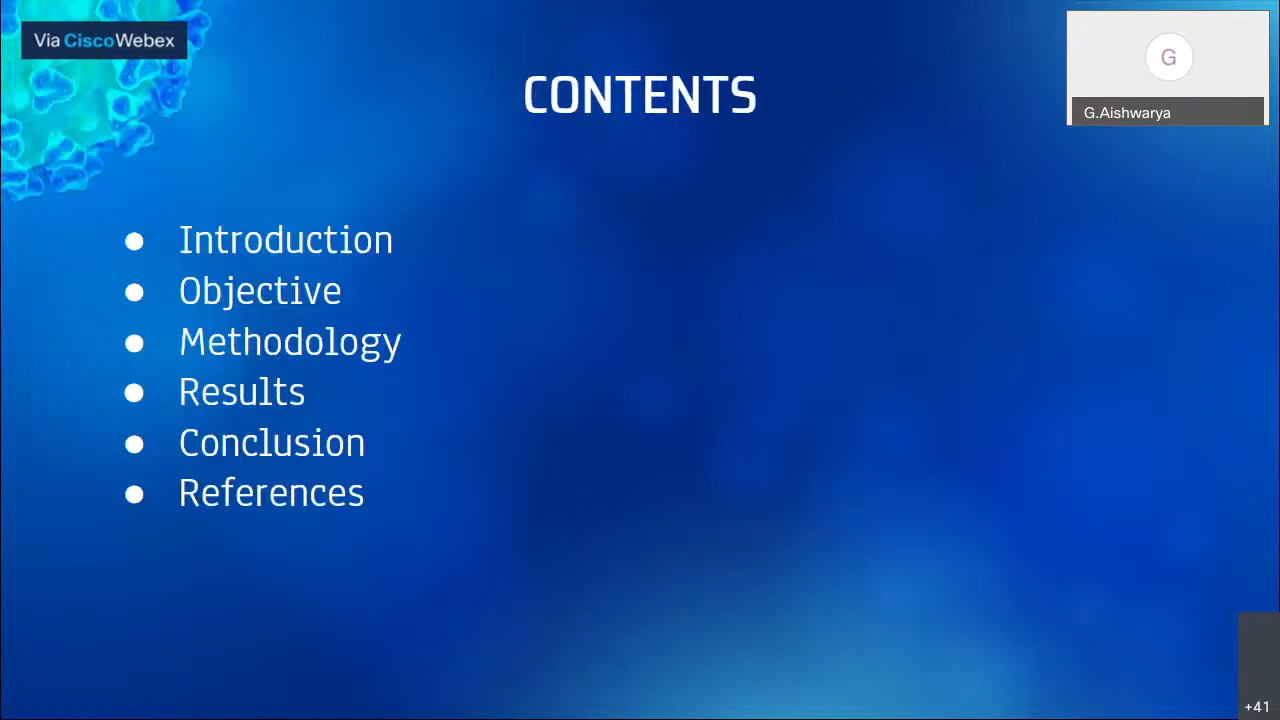 Via CiscoWebex
CONTENTS
G
G.Aishwarya
● Introduction
● Objective
● Methodology
● Results
● Conclusion
● References
+41